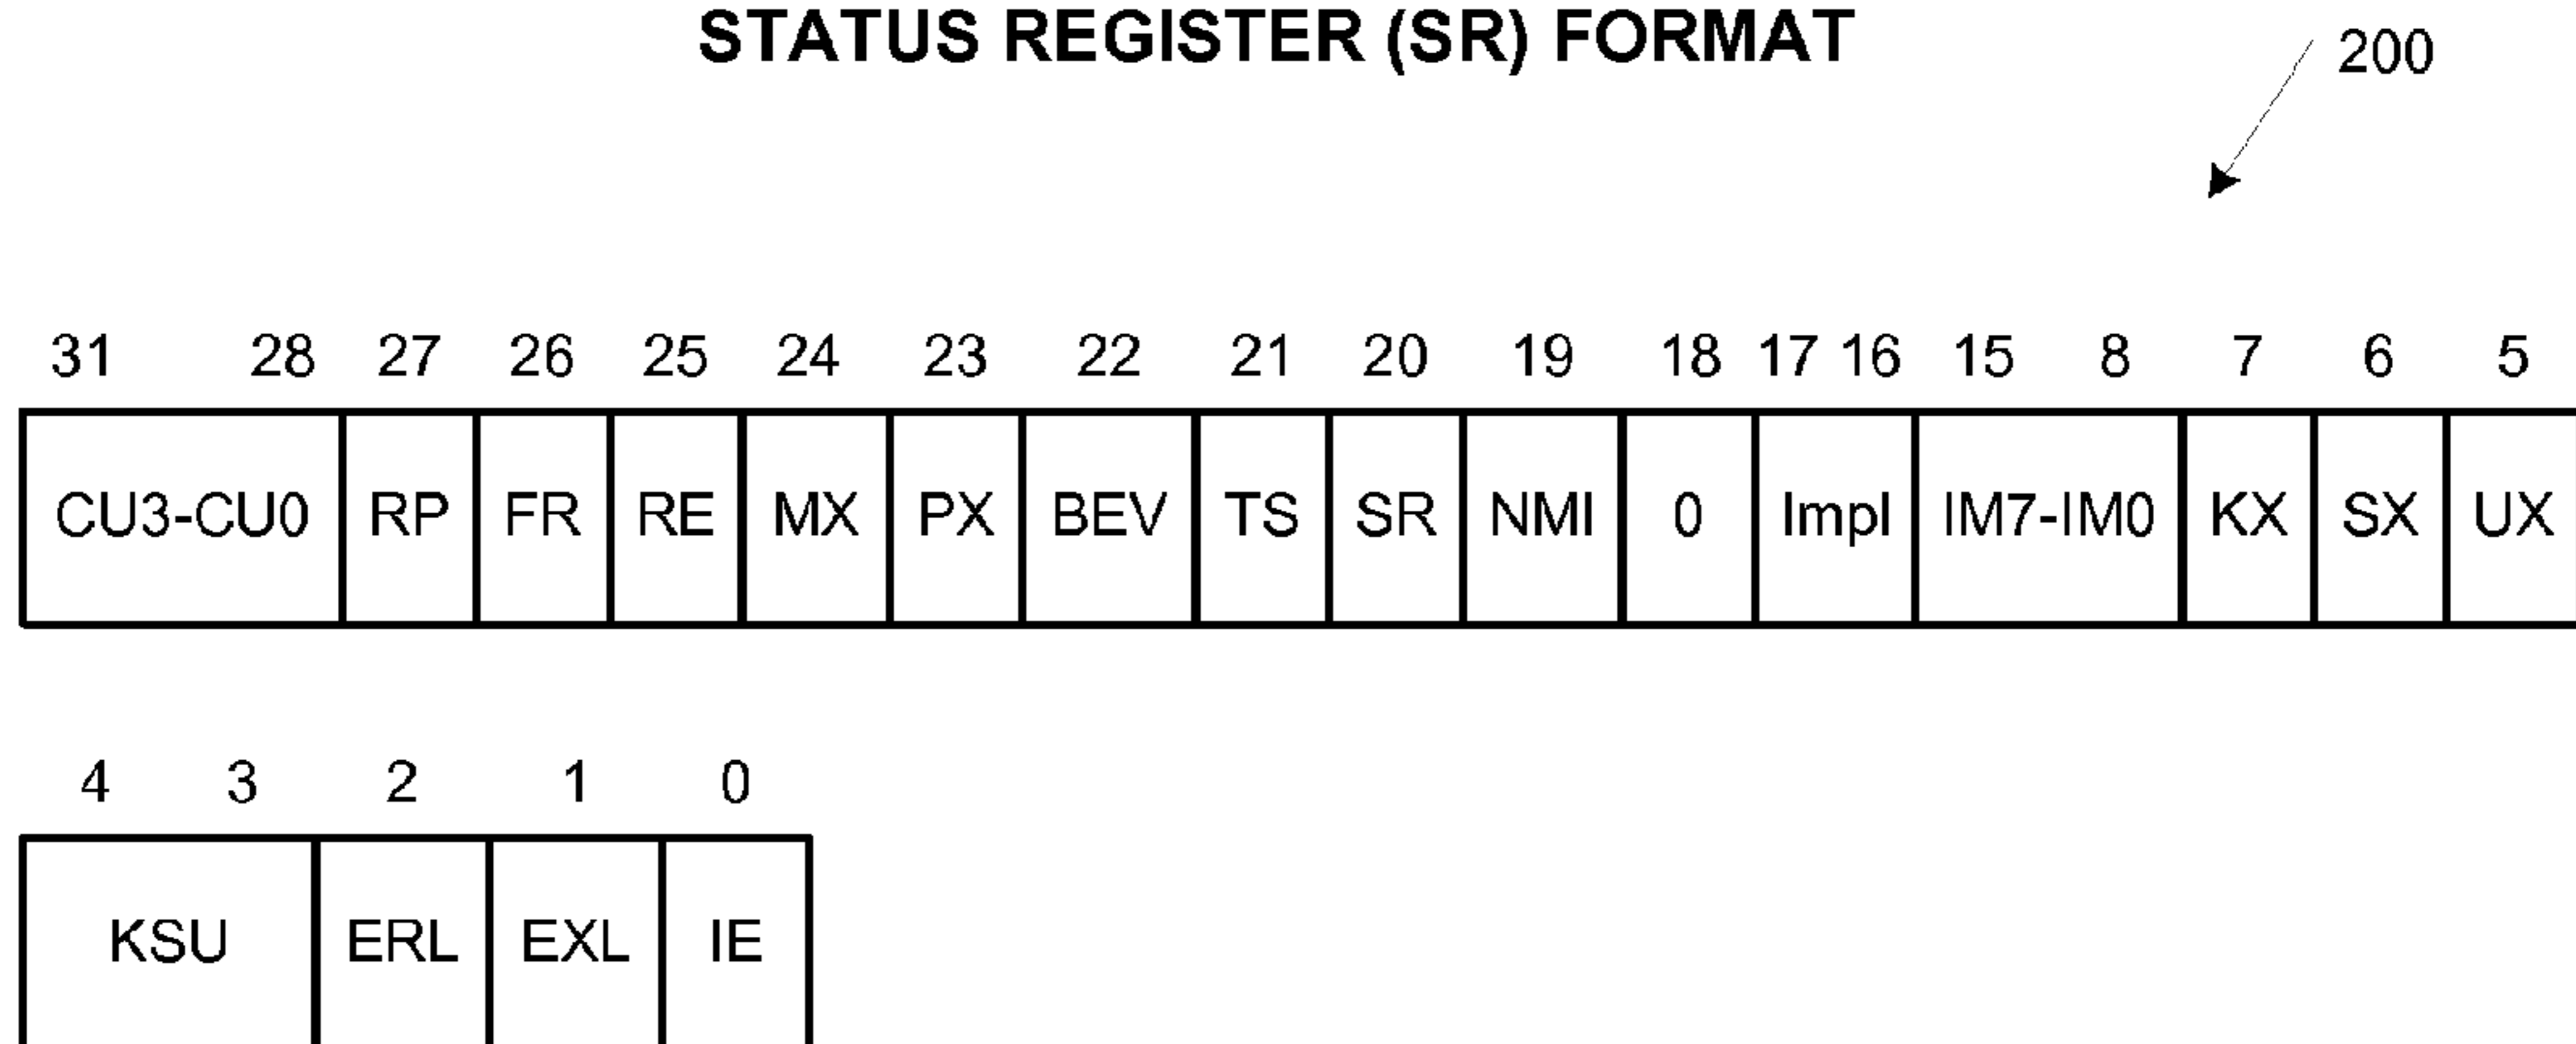 STATUS REGISTER (SR) FORMAT
200
31 28 27 26 25 24 23 22 21 20 19 18 17 16 15 8 7 6 5
CU3-CU0 RP FR RE MX PX BEV TS SR NMI 0 Impl IM7-IM0 KX SX UX
4 3 2 1 0
KSU ERL EXL IE